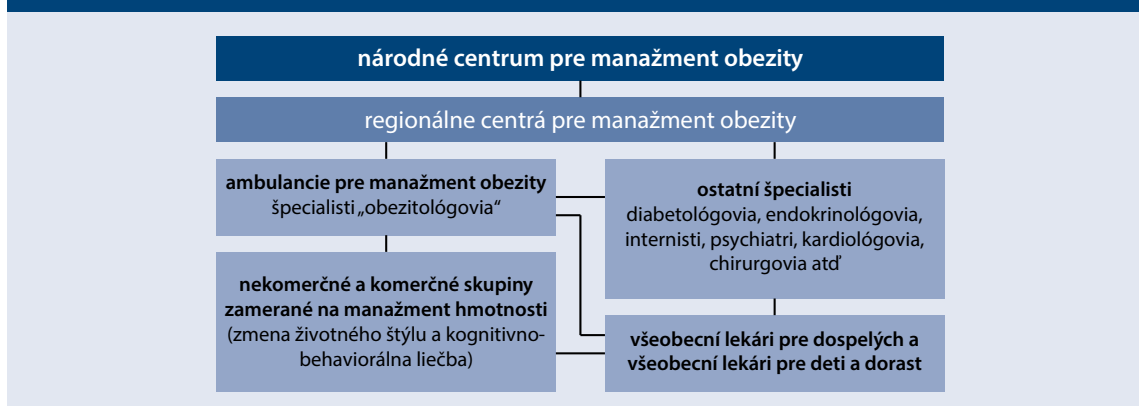 národné centrum pre manažment obezity
regionálne centrá pre manažment obezity
ambulancie pre manažment obezity
špecialisti „obezitológovia“
ostatní špecialisti
diabetológovia, endokrinológovia,
internisti, psychiatri, kardiológovia,
chirurgovia atď
nekomerčné a komerčné skupiny
zamerané na manažment hmotnosti
(zmena životného štýlu a kognitivno-
behaviorálna liečba)
všeobecní lekári pre dospelých a
všeobecní lekári pre deti a dorast